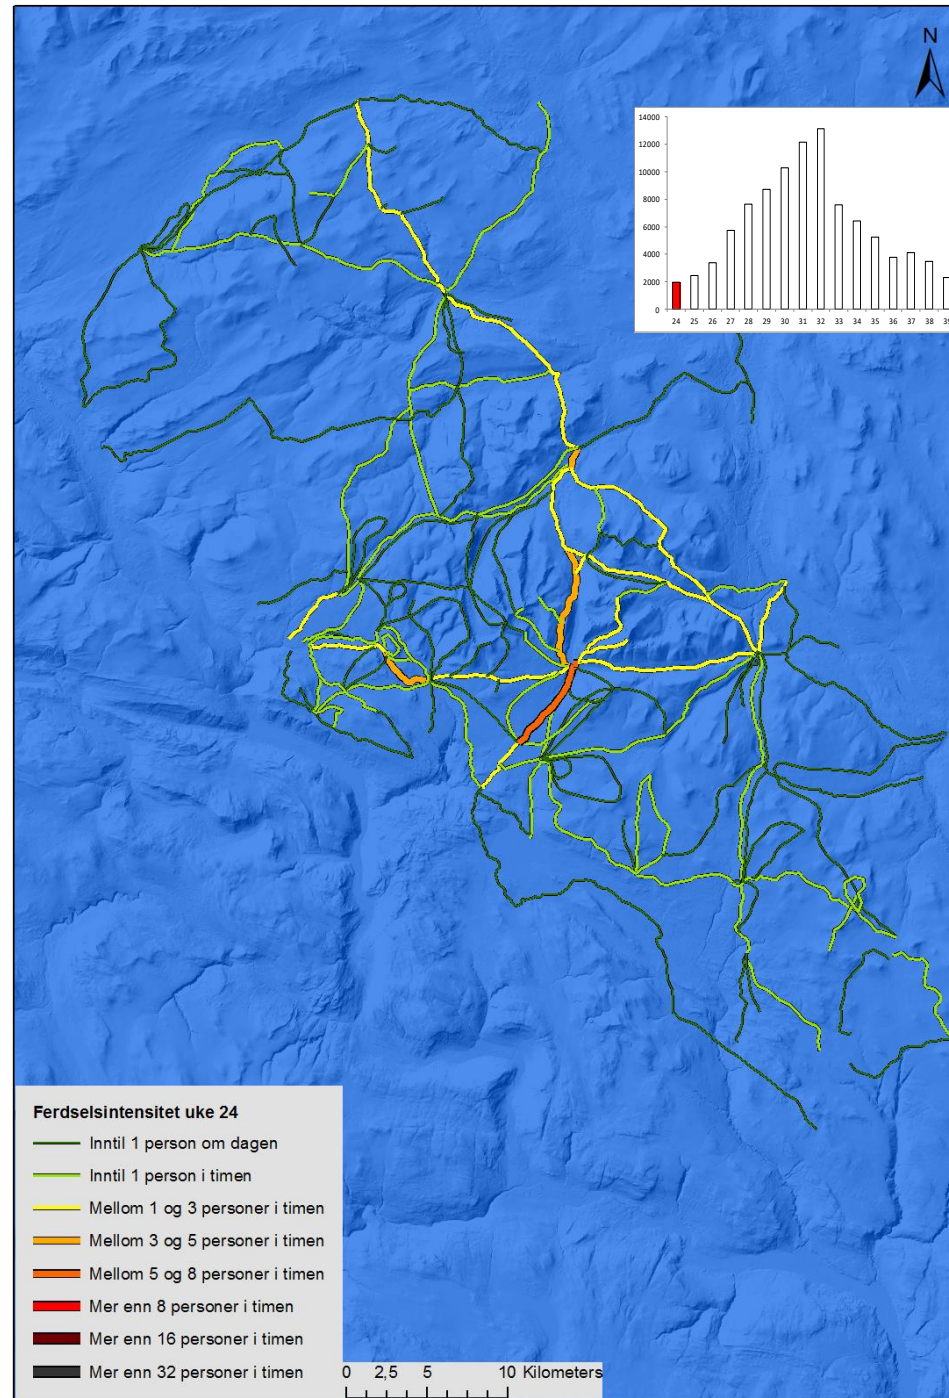 N
14000
12000
10000
8000
6000
4000
2000
0
24 25 26 27 28 29 30 31 32 33 34 35 36 37 38 39
Ferdselsintensitet uke 24
Inntil 1 person om dagen
Inntil 1 person i timen
Mellom 1 og 3 personer i timen
Mellom 3 og 5 personer i timen
Mellom 5 og 8 personer i timen
Mer enn 8 personer i timen
Mer enn 16 personer i timen
Mer enn 32 personer i timen
0 2,5 5 10 Kilometers